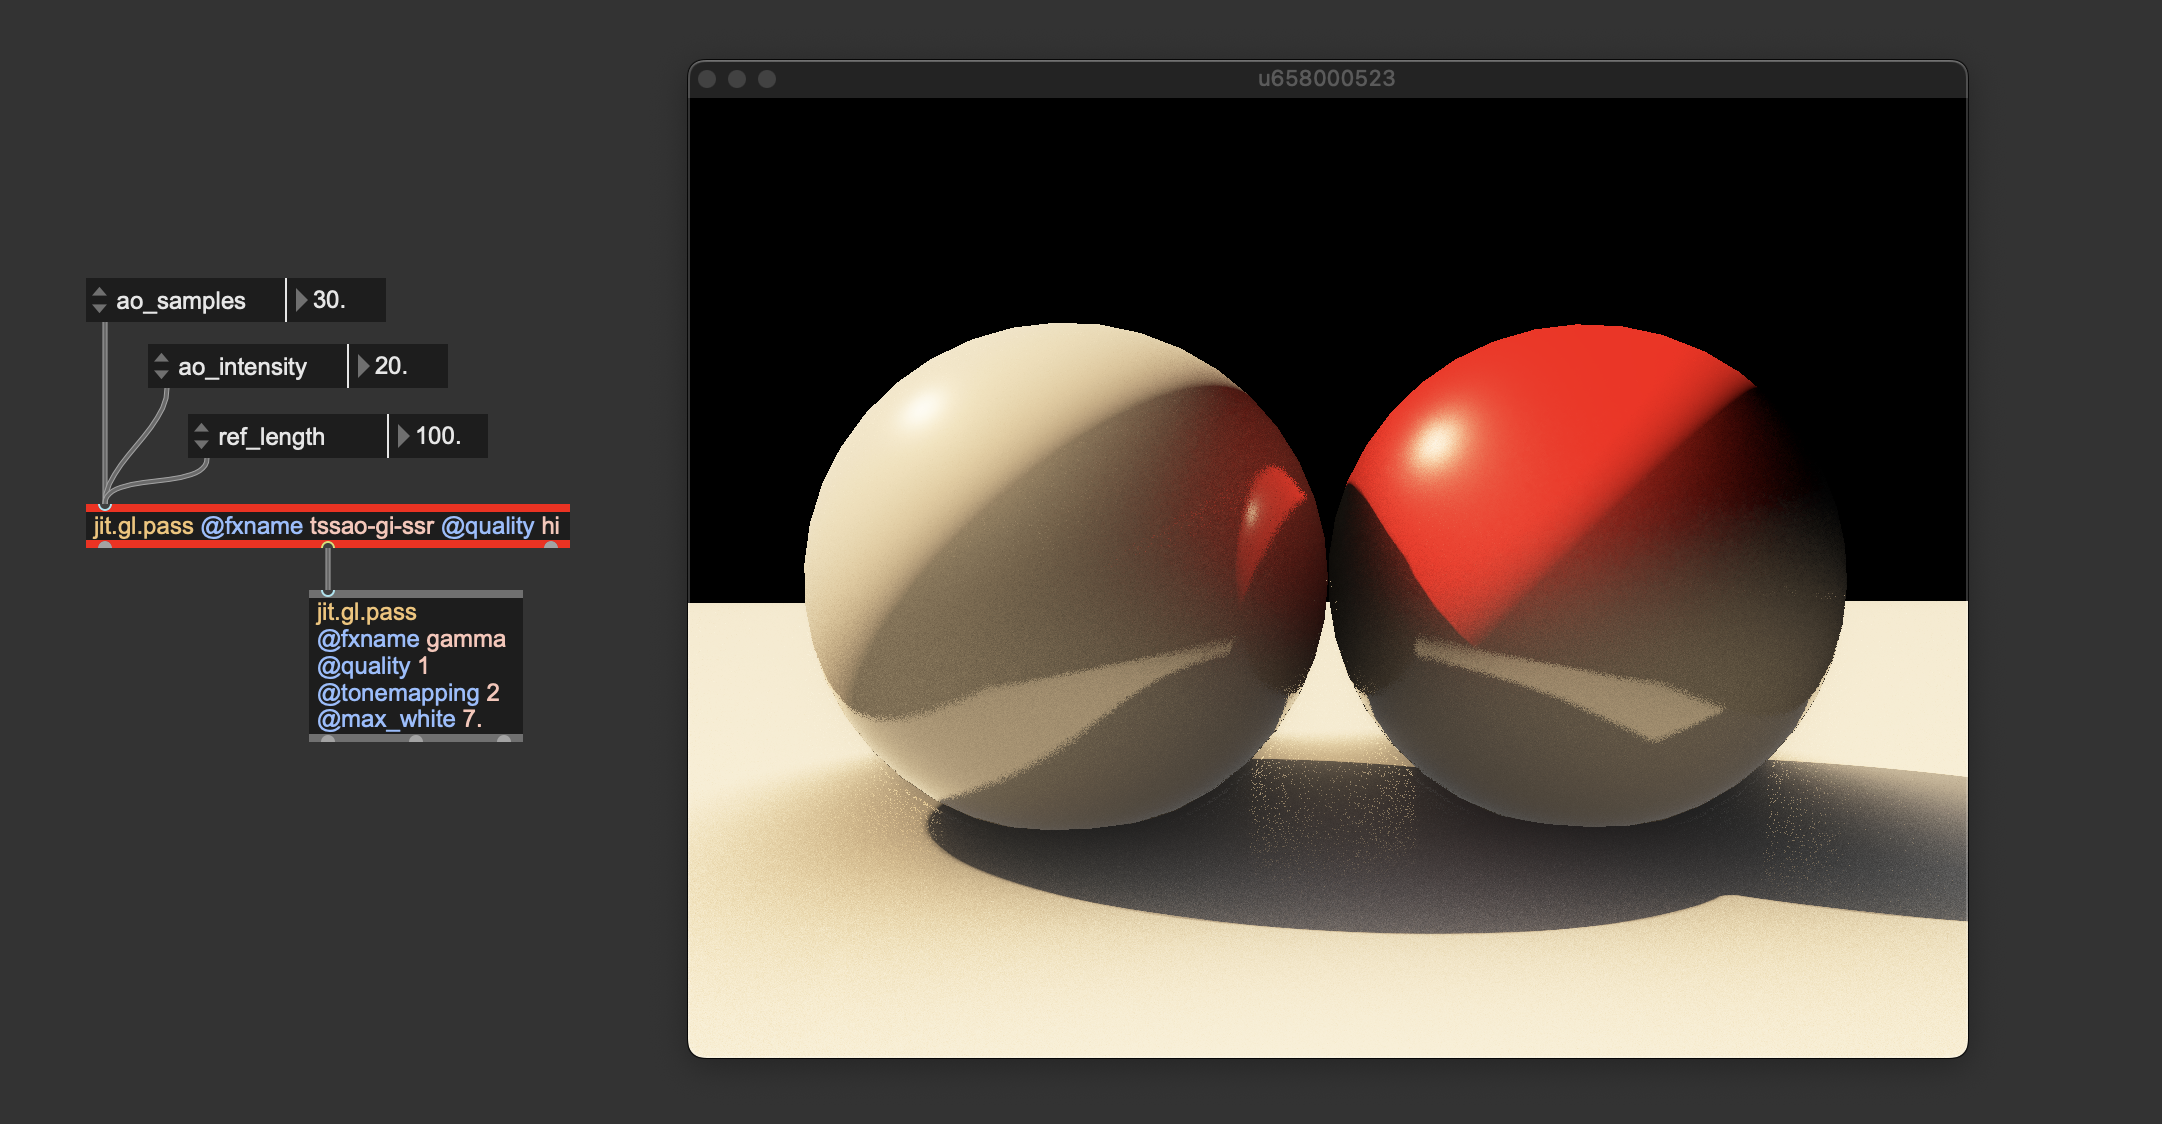 u658000523
ao_samples 30.
ao_intensity 20.
ref_length 100.
jit.gl.pass @fxname tssao-gi-ssr @quality hi
jit.gl.pass
@fxname gamma
@quality 1
@tonemapping 2
@max_white 7.